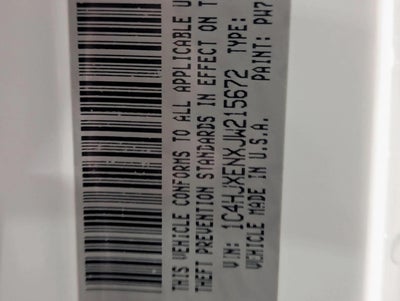 THIS VEHICLE CONFORMS TO ALL APPLICABLE U
THEFT PREVENTION STANDARDS IN EFFECT ON T
VIN: 1C4HJXENXJW215672 TYPE:
VEHICLE MADE IN U.S.A. PAINT: PW7